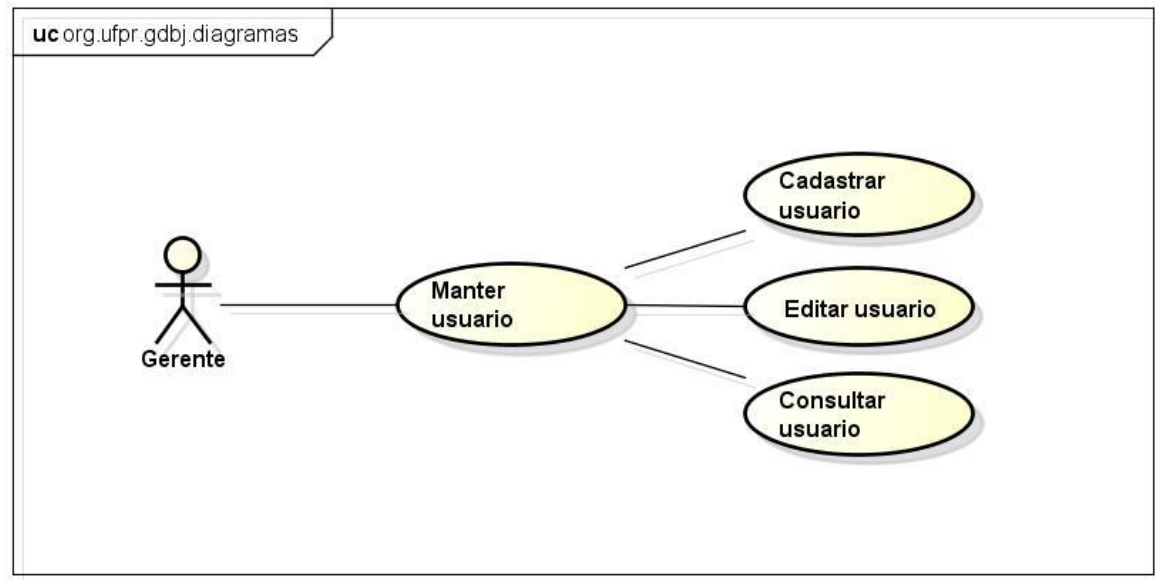 uc org.ufpr.gdbj.diagramas
Cadastrar
usuario
Manter
usuario
Editar usuario
Gerente
Consultar
usuario